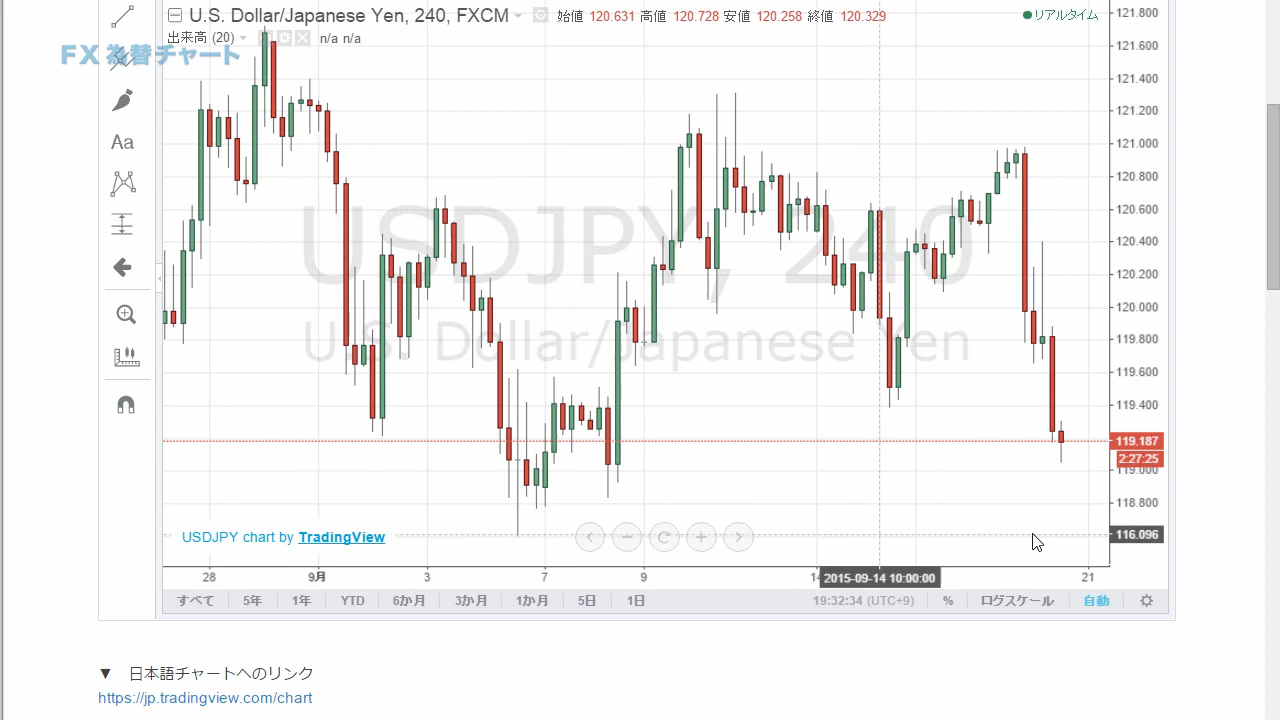 U.S. Dollar/Japanese Yen, 240, FXCM
始値 120.631 高値 120.728 安値 120.258 終値 120.329
リアルタイム
出来高 (20)
n/a n/a
FX 為替チャート
Aa
USDJPY, 240
U.S. Dollar/Japanese Yen
121.800
121.600
121.400
121.200
121.000
120.800
120.600
120.400
120.200
120.000
119.800
119.600
119.400
119.187
2:27:25
119.000
118.800
116.096
USDJPY chart by TradingView
28
9月
3
7
9
14
2015-09-14 10:00:00
21
すべて 5年 1年 YTD 6か月 3か月 1か月 5日 1日
19:32:34 (UTC+9)
% ログスケール 自動
▼ 日本語チャートへのリンク
https://jp.tradingview.com/chart